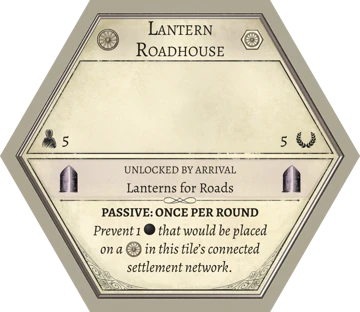 Lantern
Roadhouse
5
5
UNLOCKED BY ARRIVAL
Lanterns for Roads
PASSIVE: ONCE PER ROUND
Prevent 1 that would be placed
on a in this tile's connected
settlement network.